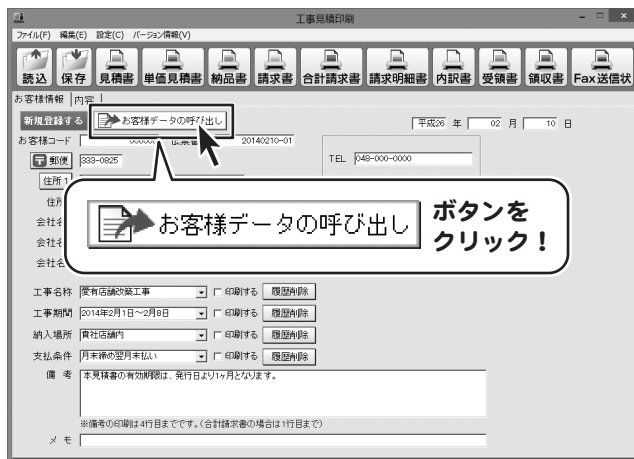 工事見積印刷
ファイル(F) 編集(E) 設定(C) バージョン情報(V)
読込 保存 見積書 単価見積書 納品書 請求書 合計請求書 請求明細書 内訳書 受領書 領収書 Fax送信状
お客様情報 内容
新規登録する お客様データの呼び出し 平成26 年 02 月 10 日
お客様コード 20140210-01
〒郵便 333-0825 TEL 048-000-0000
住所1
お客様データの呼び出し ボタンを
クリック!
会社名
会社名
会社名
工事名称 愛有店舗改築工事 印刷する 履歴削除
工事期間 2014年2月1日～2月8日 印刷する 履歴削除
納入場所 貴社店舗内 印刷する 履歴削除
支払条件 月末締め翌月末払い 印刷する 履歴削除
備 考 本見積書の有効期限は、発行日より1ヶ月となります。
※備考の印刷は4行目までです。(合計請求書の場合は1行目まで)
メ モ